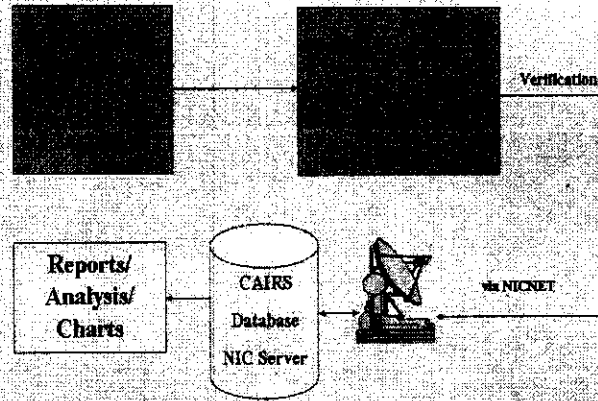 Verification
Reports/
Analysis/
Charts
CAIRS
Database
NIC Server
via NICNET